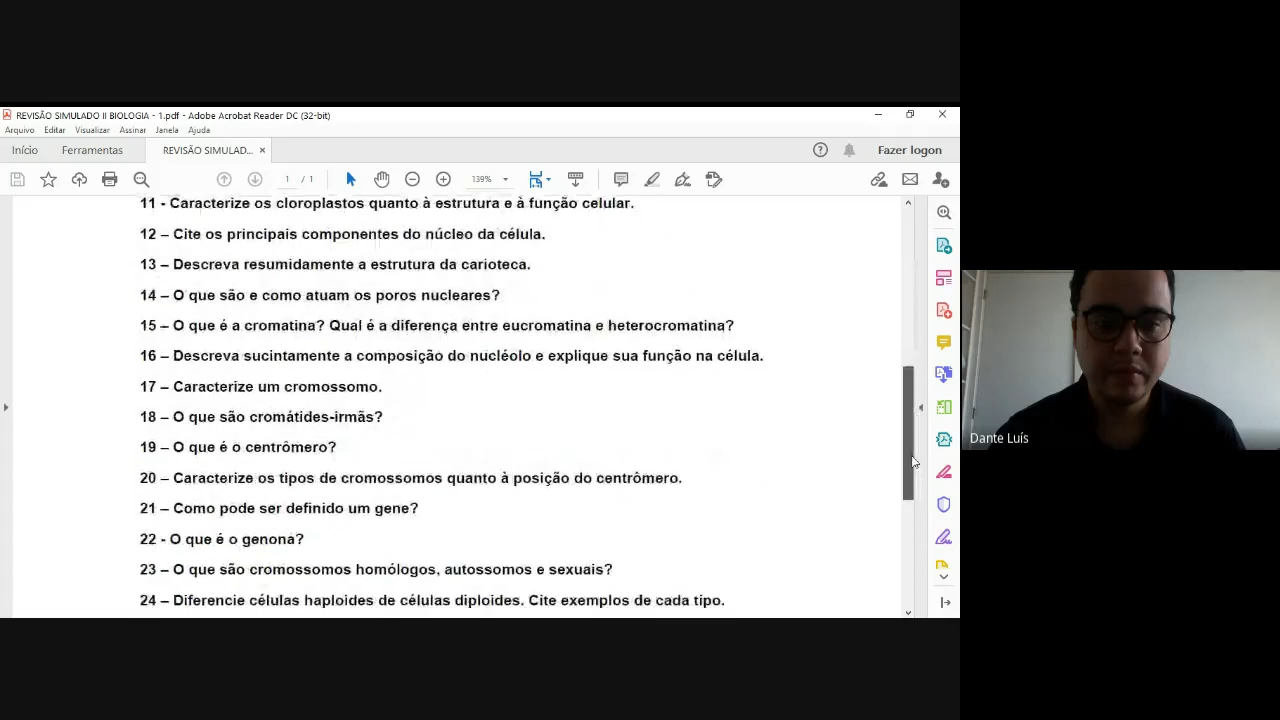 REVISÃO SIMULADO II BIOLOGIA - 1.pdf - Adobe Acrobat Reader DC (32-bit)
Arquivo Editar Visualizar Assinar Janela Ajuda
Início Ferramentas REVISÃO SIMULAD... × Fazer logon
1 / 1 139%
11 - Caracterize os cloroplastos quanto à estrutura e à função celular.
12 – Cite os principais componentes do núcleo da célula.
13 – Descreva resumidamente a estrutura da carioteca.
14 – O que são e como atuam os poros nucleares?
15 – O que é a cromatina? Qual é a diferença entre eucromatina e heterocromatina?
16 – Descreva sucintamente a composição do nucléolo e explique sua função na célula.
17 – Caracterize um cromossomo.
18 – O que são cromátides-irmãs?
19 – O que é o centrômero?
20 – Caracterize os tipos de cromossomos quanto à posição do centrômero.
21 – Como pode ser definido um gene?
22 - O que é o genona?
23 – O que são cromossomos homólogos, autossomos e sexuais?
24 – Diferencie células haploides de células diploides. Cite exemplos de cada tipo.
Dante Luís